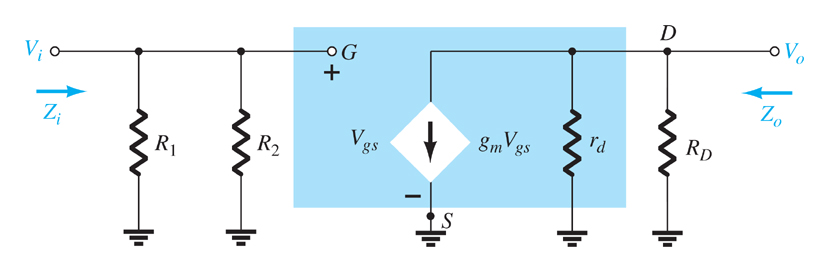 V_i
G
D
V_o
+
Z_i
Z_o
R_1
R_2
V_gs
g_mV_gs
r_d
R_D
−
S